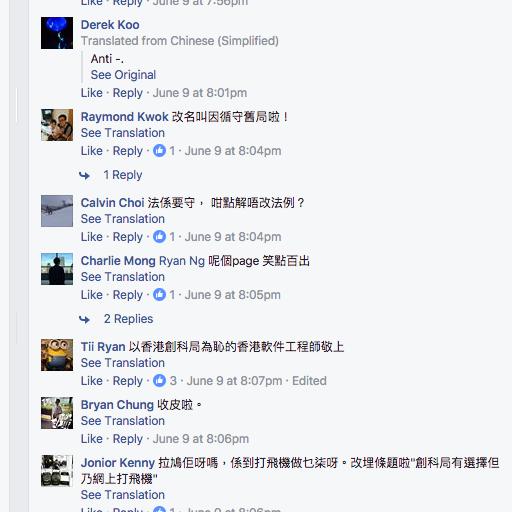 Like · Reply · June 9 at 7:56pm
Derek Koo
Translated from Chinese (Simplified)
Anti -.
See Original
Like · Reply · June 9 at 8:01pm
Raymond Kwok 改名叫因循守舊局啦！
See Translation
Like · Reply · 1 · June 9 at 8:04pm
1 Reply
Calvin Choi 法係要守， 咁點解唔改法例？
See Translation
Like · Reply · 1 · June 9 at 8:04pm
Charlie Mong Ryan Ng 呢個page 笑點百出
See Translation
Like · Reply · 1 · June 9 at 8:05pm
2 Replies
Tii Ryan 以香港創科局為恥的香港軟件工程師敬上
See Translation
Like · Reply · 3 · June 9 at 8:07pm · Edited
Bryan Chung 收皮啦。
See Translation
Like · Reply · June 9 at 8:06pm
Jonior Kenny 拉鳩佢呀嗎，係到打飛機做乜柒呀。改埋條題啦"創科局有選擇但
乃網上打飛機"
See Translation
Like · Reply · 1 · June 9 at 8:06pm